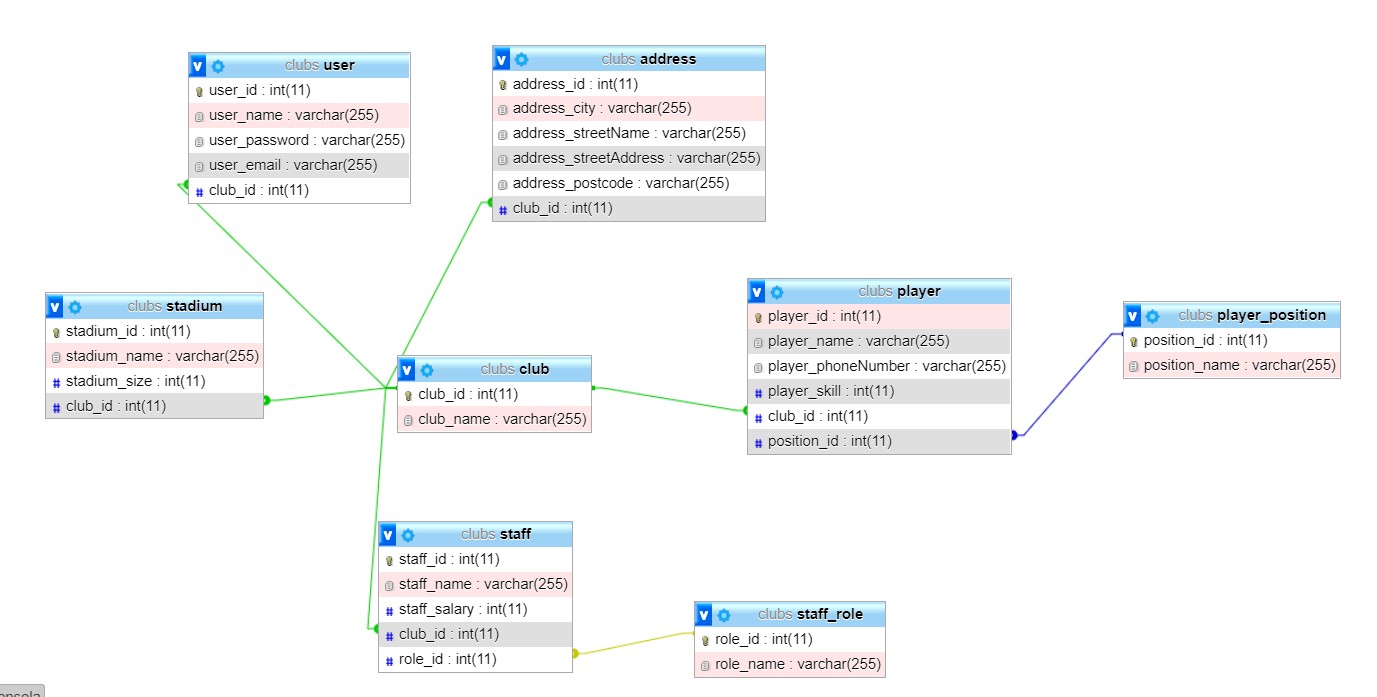 clubs user
user_id : int(11)
user_name : varchar(255)
user_password : varchar(255)
user_email : varchar(255)
# club_id : int(11)
clubs address
address_id : int(11)
address_city : varchar(255)
address_streetName : varchar(255)
address_streetAddress : varchar(255)
address_postcode : varchar(255)
# club_id : int(11)
clubs stadium
stadium_id : int(11)
stadium_name : varchar(255)
# stadium_size : int(11)
# club_id : int(11)
clubs club
club_id : int(11)
club_name : varchar(255)
clubs player
player_id : int(11)
player_name : varchar(255)
player_phoneNumber : varchar(255)
# player_skill : int(11)
# club_id : int(11)
# position_id : int(11)
clubs player_position
position_id : int(11)
position_name : varchar(255)
clubs staff
staff_id : int(11)
staff_name : varchar(255)
# staff_salary : int(11)
# club_id : int(11)
# role_id : int(11)
clubs staff_role
role_id : int(11)
role_name : varchar(255)